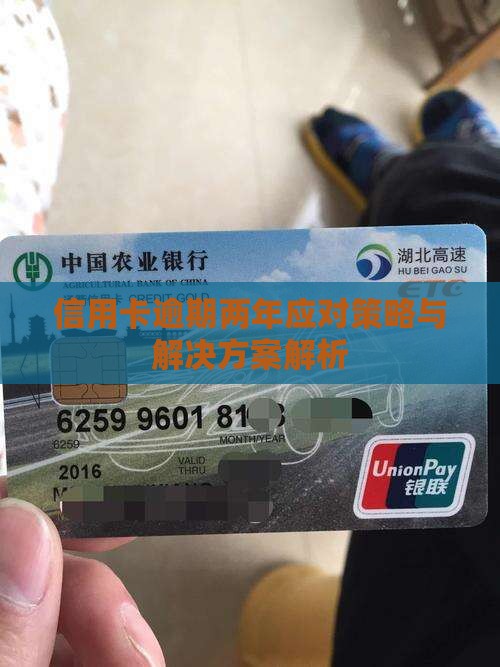 中国农业银行
AGRICULTURAL BANK OF CHINA
湖北高速
HU BEI GAO SU
CREDIT GOLD
ETC
信用卡逾期两年应对策略与
解决方案解析
6259 9601 81
6259
MONTH/YEAR
2016
VALID
THRU
UnionPay
银联